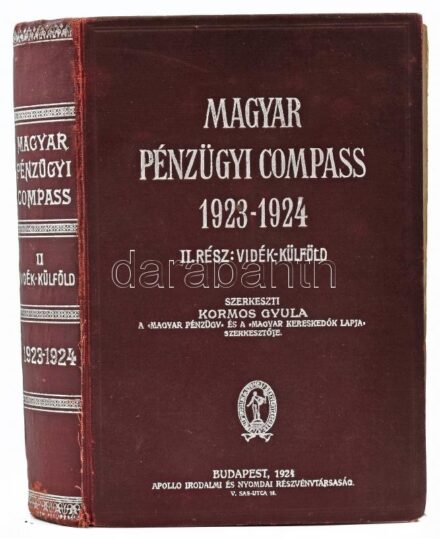 MAGYAR
PÉNZÜGYI
COMPASS
II
VIDÉK-KÜLFÖLD
1923-1924
MAGYAR
PÉNZÜGYI COMPASS
1923-1924
II. RÉSZ: VIDÉK-KÜLFÖLD
darabanth
SZERKESZTI
KORMOS GYULA
A «MAGYAR PÉNZÜGY» ÉS A «MAGYAR KERESKEDŐK LAPJA»
SZERKESZTŐJE.
BUDAPEST, 1924
APOLLO IRODALMI ÉS NYOMDAI RÉSZVÉNYTÁRSASÁG.
V. SAS-UTCA 18.